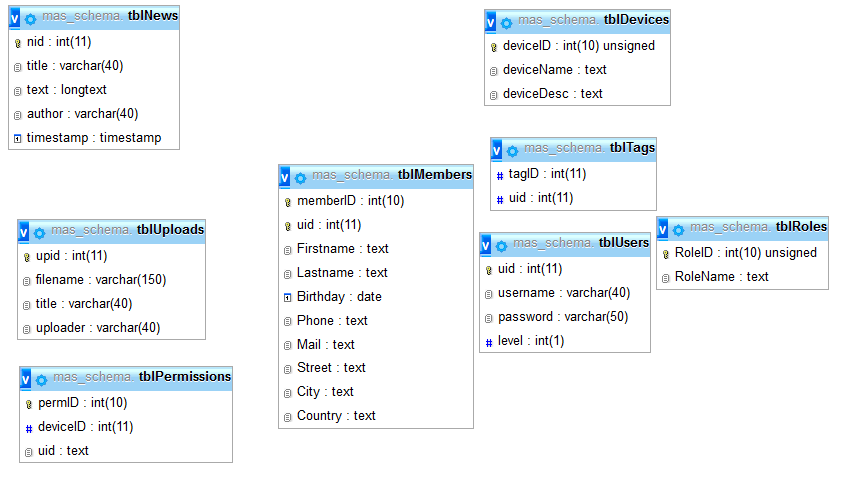 mas_schema. tblNews
nid : int(11)
title : varchar(40)
text : longtext
author : varchar(40)
timestamp : timestamp
mas_schema. tblDevices
deviceID : int(10) unsigned
deviceName : text
deviceDesc : text
mas_schema. tblTags
tagID : int(11)
uid : int(11)
mas_schema. tblMembers
memberID : int(10)
uid : int(11)
Firstname : text
Lastname : text
Birthday : date
Phone : text
Mail : text
Street : text
City : text
Country : text
mas_schema. tblUploads
upid : int(11)
filename : varchar(150)
title : varchar(40)
uploader : varchar(40)
mas_schema. tblUsers
uid : int(11)
username : varchar(40)
password : varchar(50)
level : int(1)
mas_schema. tblRoles
RoleID : int(10) unsigned
RoleName : text
mas_schema. tblPermissions
permID : int(10)
deviceID : int(11)
uid : text